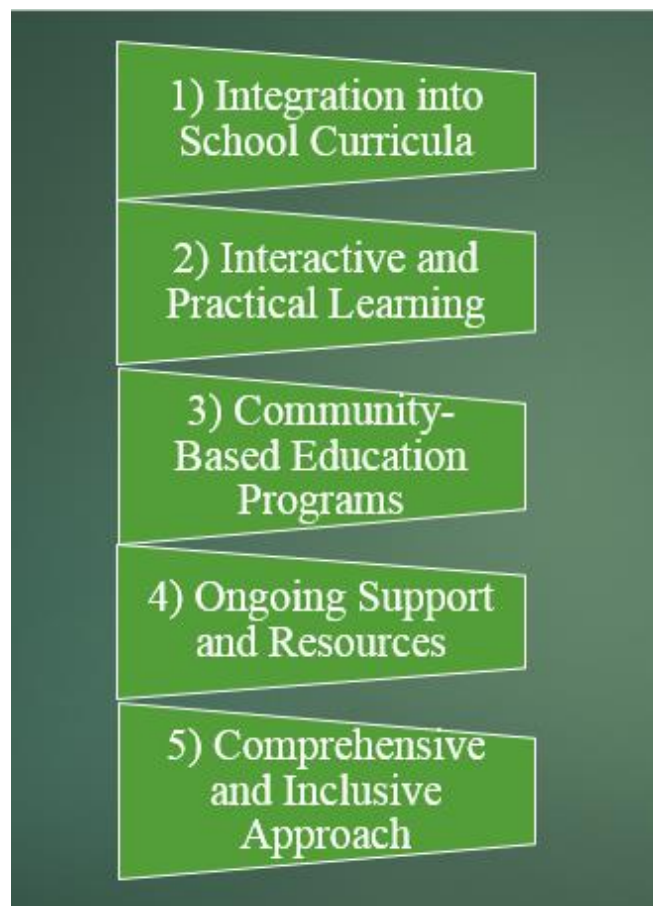 1) Integration into
School Curricula
2) Interactive and
Practical Learning
3) Community-
Based Education
Programs
4) Ongoing Support
and Resources
5) Comprehensive
and Inclusive
Approach